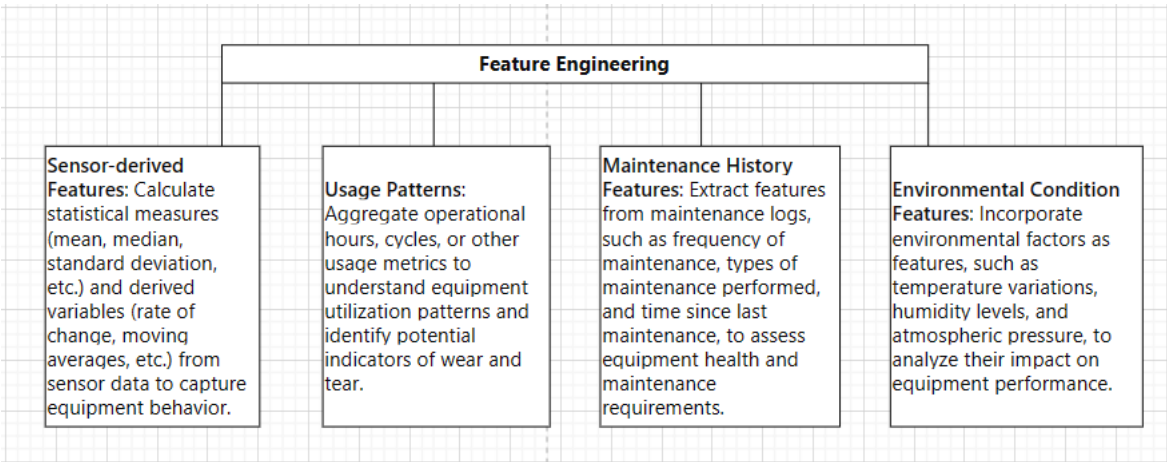 Feature Engineering
Sensor-derived
Features: Calculate
statistical measures
(mean, median,
standard deviation,
etc.) and derived
variables (rate of
change, moving
averages, etc.) from
sensor data to capture
equipment behavior.
Usage Patterns:
Aggregate operational
hours, cycles, or other
usage metrics to
understand equipment
utilization patterns and
identify potential
indicators of wear and
tear.
Maintenance History
Features: Extract features
from maintenance logs,
such as frequency of
maintenance, types of
maintenance performed,
and time since last
maintenance, to assess
equipment health and
maintenance
requirements.
Environmental Condition
Features: Incorporate
environmental factors as
features, such as
temperature variations,
humidity levels, and
atmospheric pressure, to
analyze their impact on
equipment performance.